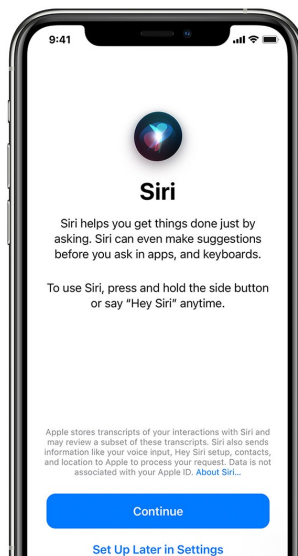 9:41
Siri
Siri helps you get things done just by
asking. Siri can even make suggestions
before you ask in apps, and keyboards.
To use Siri, press and hold the side button
or say “Hey Siri” anytime.
Apple stores transcripts of your interactions with Siri and
may review a subset of these transcripts. Siri also sends
information like your voice input, Hey Siri setup, contacts,
and location to Apple to process your request. Data is not
associated with your Apple ID. About Siri...
Continue
Set Up Later in Settings